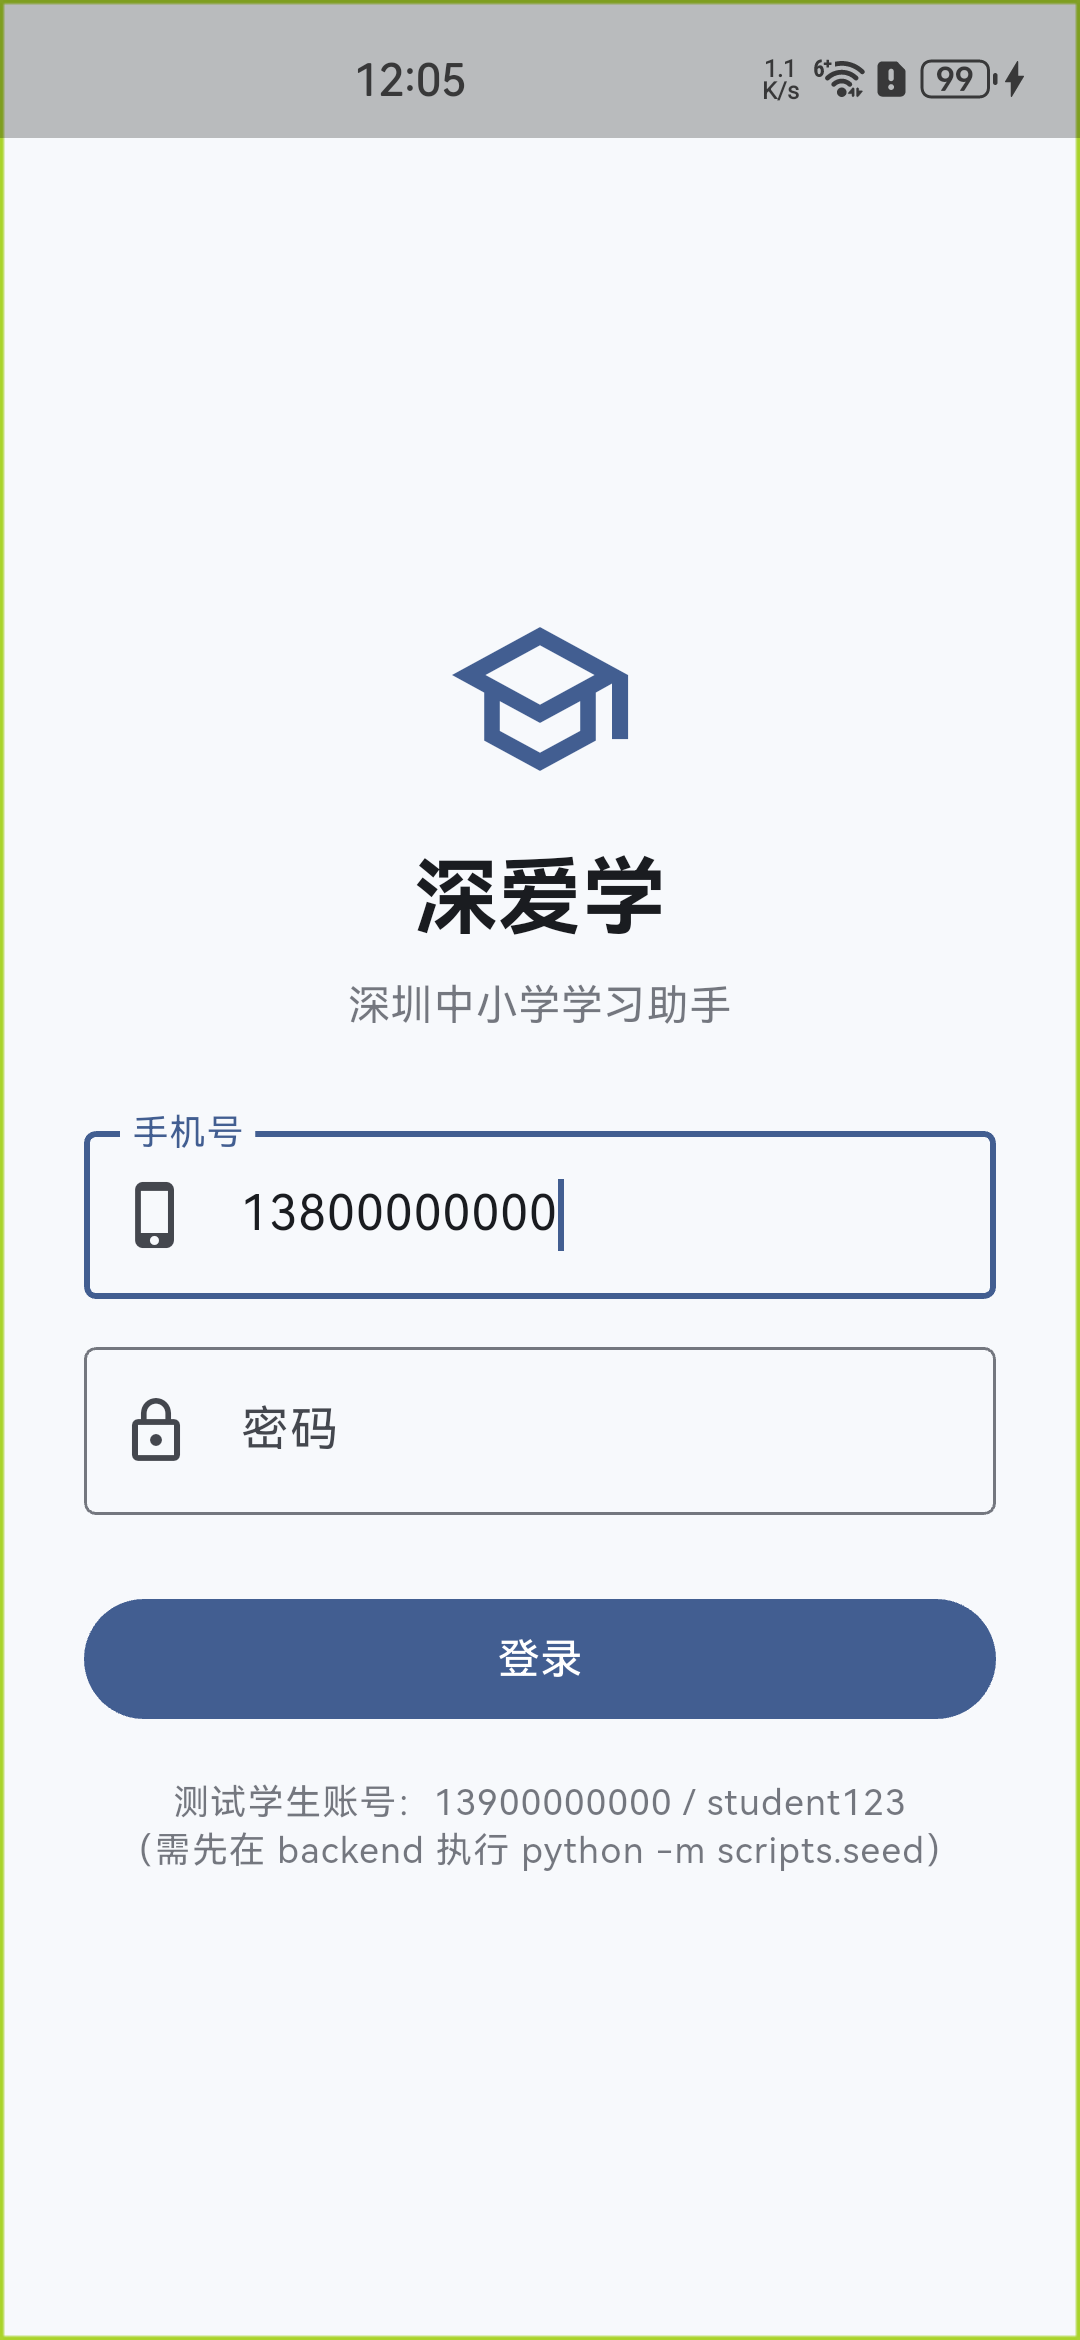 12:05
1.1
K/s
6+
99
深爱学
深圳中小学学习助手
手机号
13800000000
密码
登录
测试学生账号：13900000000 / student123
（需先在 backend 执行 python -m scripts.seed）